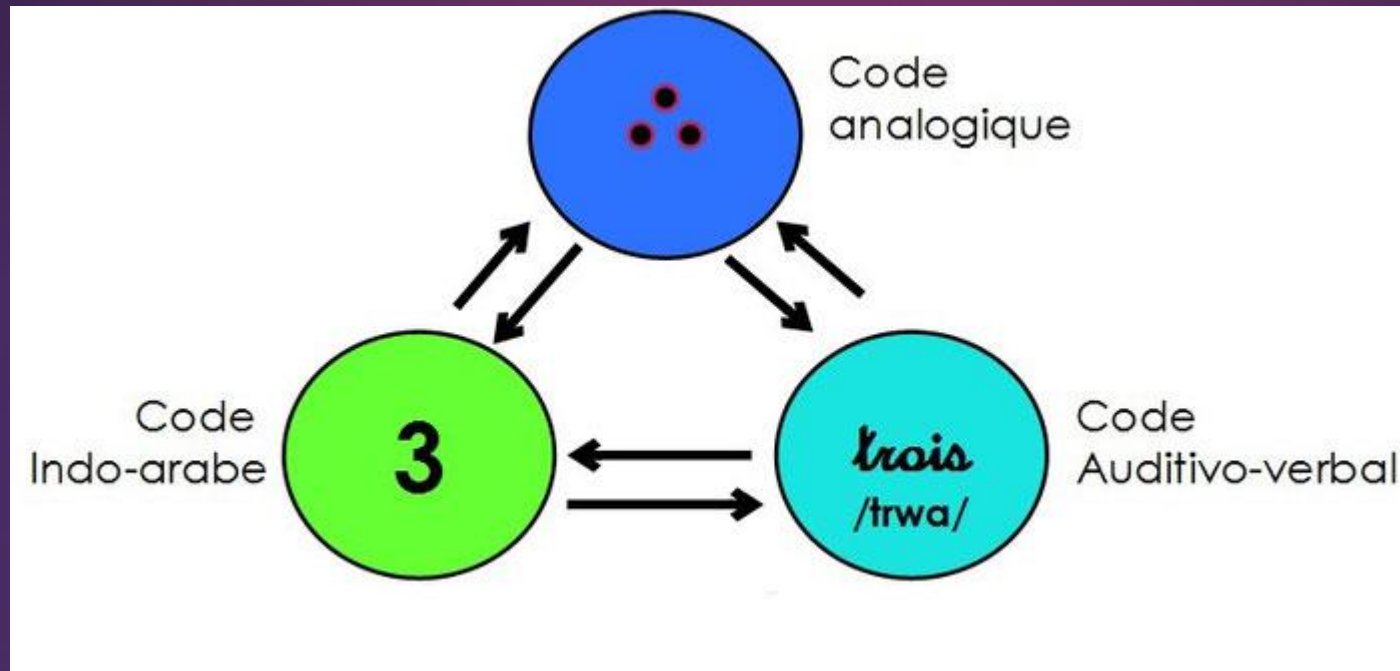 Code
analogique
Code
Indo-arabe
3
trois
/trwa/
Code
Auditivo-verbal